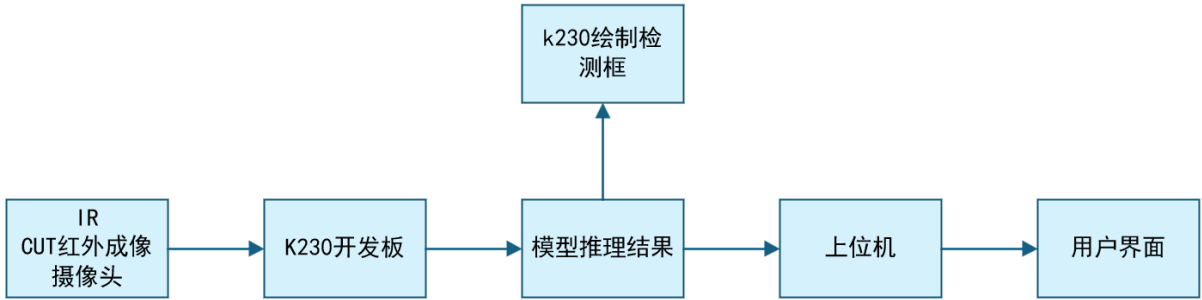 k230绘制检
测框
IR
CUT红外成像
摄像头
K230开发板
模型推理结果
上位机
用户界面